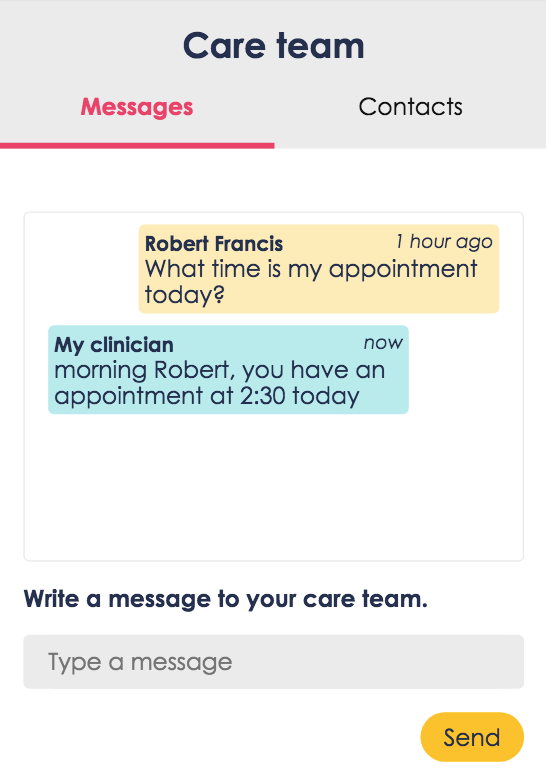 Care team
Messages
Contacts
Robert Francis
1 hour ago
What time is my appointment
today?
My clinician
now
morning Robert, you have an
appointment at 2:30 today
Write a message to your care team.
Type a message
Send